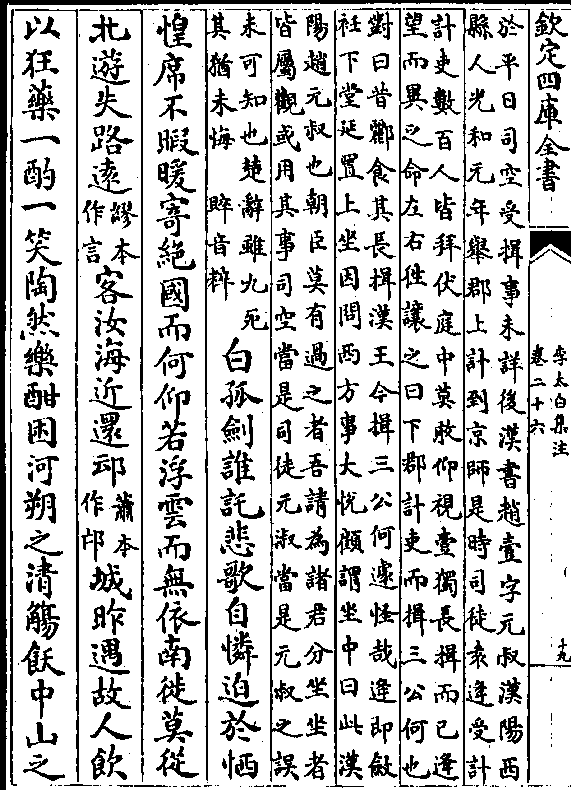 欽定四庫全書
李太白集注
卷二十六
十九
於平日司空受揖事未詳後漢書趙壹字元叔漢陽西
縣人光和元年舉郡上計到京師是時司徒袁逢受計
計吏數百人皆拜伏庭中莫敢仰視壹獨長揖而已逢
望而異之命左右徃讓之曰下郡計吏而揖三公何也
對曰昔酈食其長揖漢王今揖三公何遽怪哉逢即斂
衽下堂延置上坐因問西方事大悅顧謂坐中曰此漢
陽趙元叔也朝臣莫有過之者吾請為諸君分坐坐者
皆屬觀或用其事司空當是司徒元淑當是元叔之誤
未可知也楚辭雖九死
其猶未悔 睟音粹
白孤劍誰託悲歌自憐迫於恓
惶席不暇暖寄絕國而何仰若浮雲而無依南徙莫從
北遊失路遠繆本作言客汝海近還邔蕭本作邙城昨遇故人飲
以狂藥一酌一笑陶然樂酣困河朔之清觴飫中山之